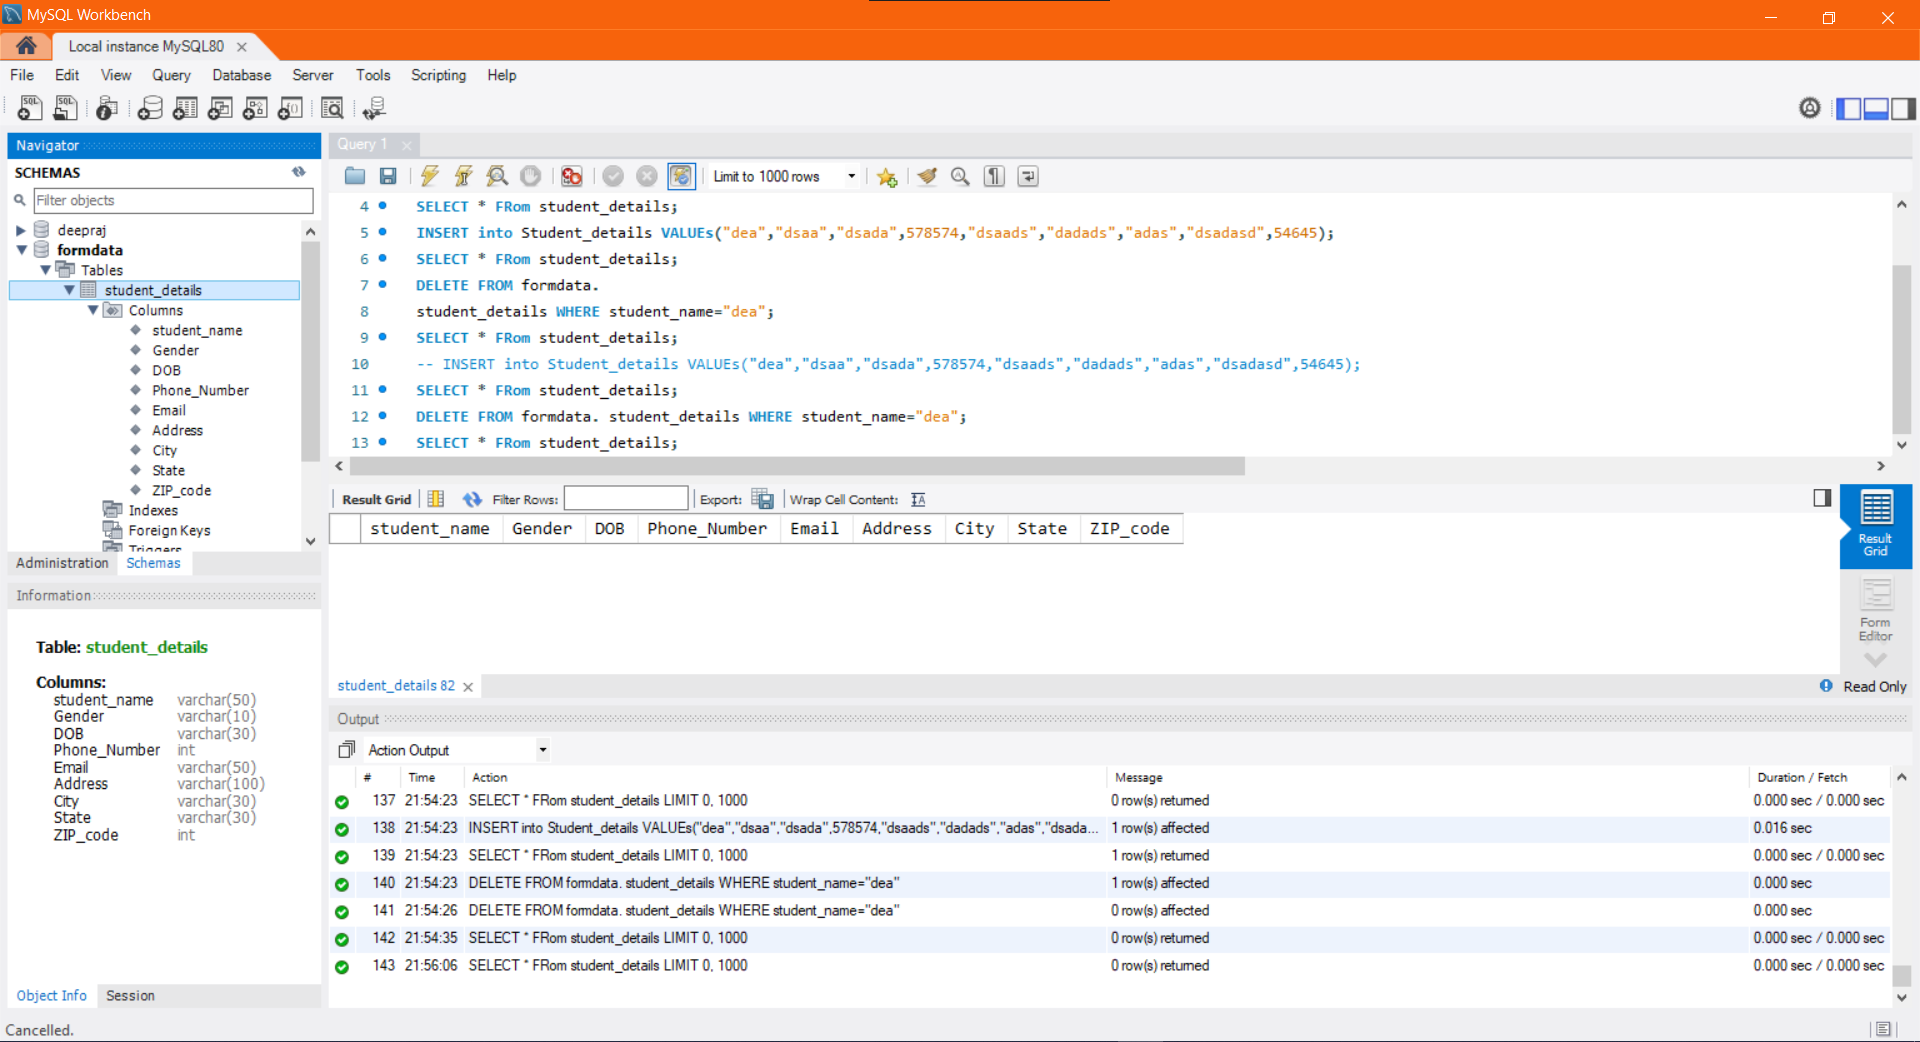 MySQL Workbench
Local instance MySQL80
File Edit View Query Database Server Tools Scripting Help
Navigator
SCHEMAS
Filter objects
deepraj
formdata
Tables
student_details
Columns
student_name
Gender
DOB
Phone_Number
Email
Address
City
State
ZIP_code
Indexes
Foreign Keys
Triggers
Administration Schemas
Information
Table: student_details
Columns:
student_name varchar(50)
Gender varchar(10)
DOB varchar(30)
Phone_Number int
Email varchar(50)
Address varchar(100)
City varchar(30)
State varchar(30)
ZIP_code int
Object Info Session
Cancelled.
Query 1
Limit to 1000 rows
4 SELECT * FRom student_details;
5 INSERT into Student_details VALUEs("dea","dsaa","dsada",578574,"dsaads","dadads","adas","dsadasd",54645);
6 SELECT * FRom student_details;
7 DELETE FROM formdata.
8 student_details WHERE student_name="dea";
9 SELECT * FRom student_details;
10 -- INSERT into Student_details VALUEs("dea","dsaa","dsada",578574,"dsaads","dadads","adas","dsadasd",54645);
11 SELECT * FRom student_details;
12 DELETE FROM formdata. student_details WHERE student_name="dea";
13 SELECT * FRom student_details;
Result Grid Filter Rows: Export: Wrap Cell Content:
student_name Gender DOB Phone_Number Email Address City State ZIP_code
Result
Grid
Form
Editor
student_details 82
Read Only
Output
Action Output
# Time Action Message Duration / Fetch
137 21:54:23 SELECT * FRom student_details LIMIT 0, 1000 0 row(s) returned 0.000 sec / 0.000 sec
138 21:54:23 INSERT into Student_details VALUEs("dea","dsaa","dsada",578574,"dsaads","dadads","adas","dsada... 1 row(s) affected 0.016 sec
139 21:54:23 SELECT * FRom student_details LIMIT 0, 1000 1 row(s) returned 0.000 sec / 0.000 sec
140 21:54:23 DELETE FROM formdata. student_details WHERE student_name="dea" 1 row(s) affected 0.000 sec
141 21:54:26 DELETE FROM formdata. student_details WHERE student_name="dea" 0 row(s) affected 0.000 sec
142 21:54:35 SELECT * FRom student_details LIMIT 0, 1000 0 row(s) returned 0.000 sec / 0.000 sec
143 21:56:06 SELECT * FRom student_details LIMIT 0, 1000 0 row(s) returned 0.000 sec / 0.000 sec